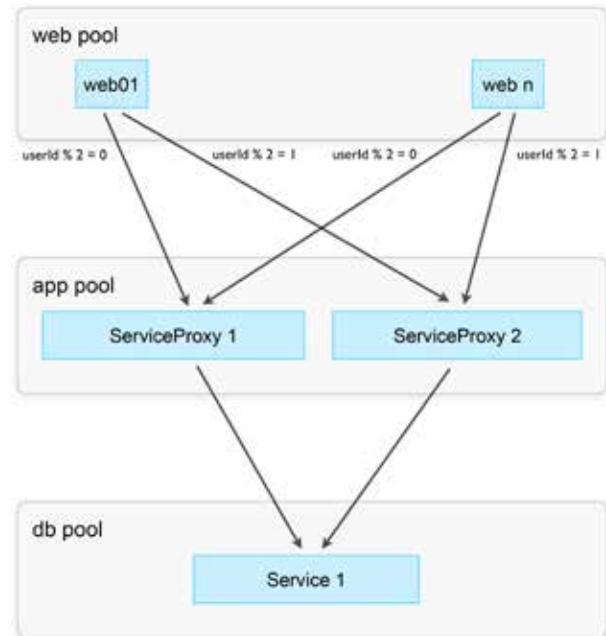 web pool
web01
web n
userId % 2 = 0
userId % 2 = 1
userId % 2 = 0
userId % 2 = 1
app pool
ServiceProxy 1
ServiceProxy 2
db pool
Service 1